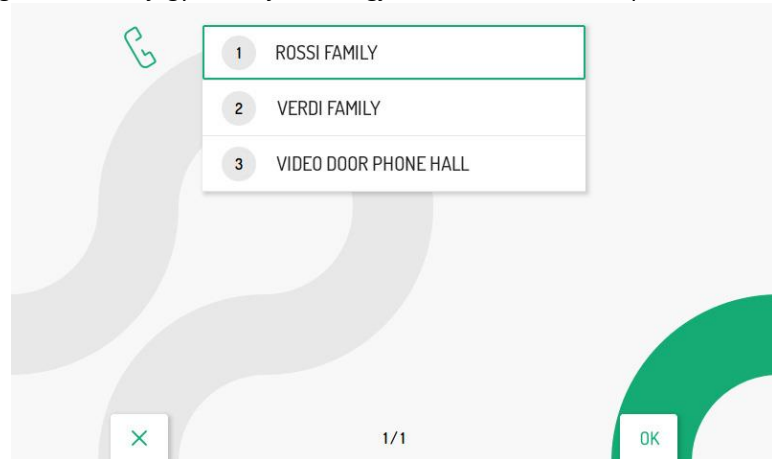 1 ROSSI FAMILY
2 VERDI FAMILY
3 VIDEO DOOR PHONE HALL
1/1
OK